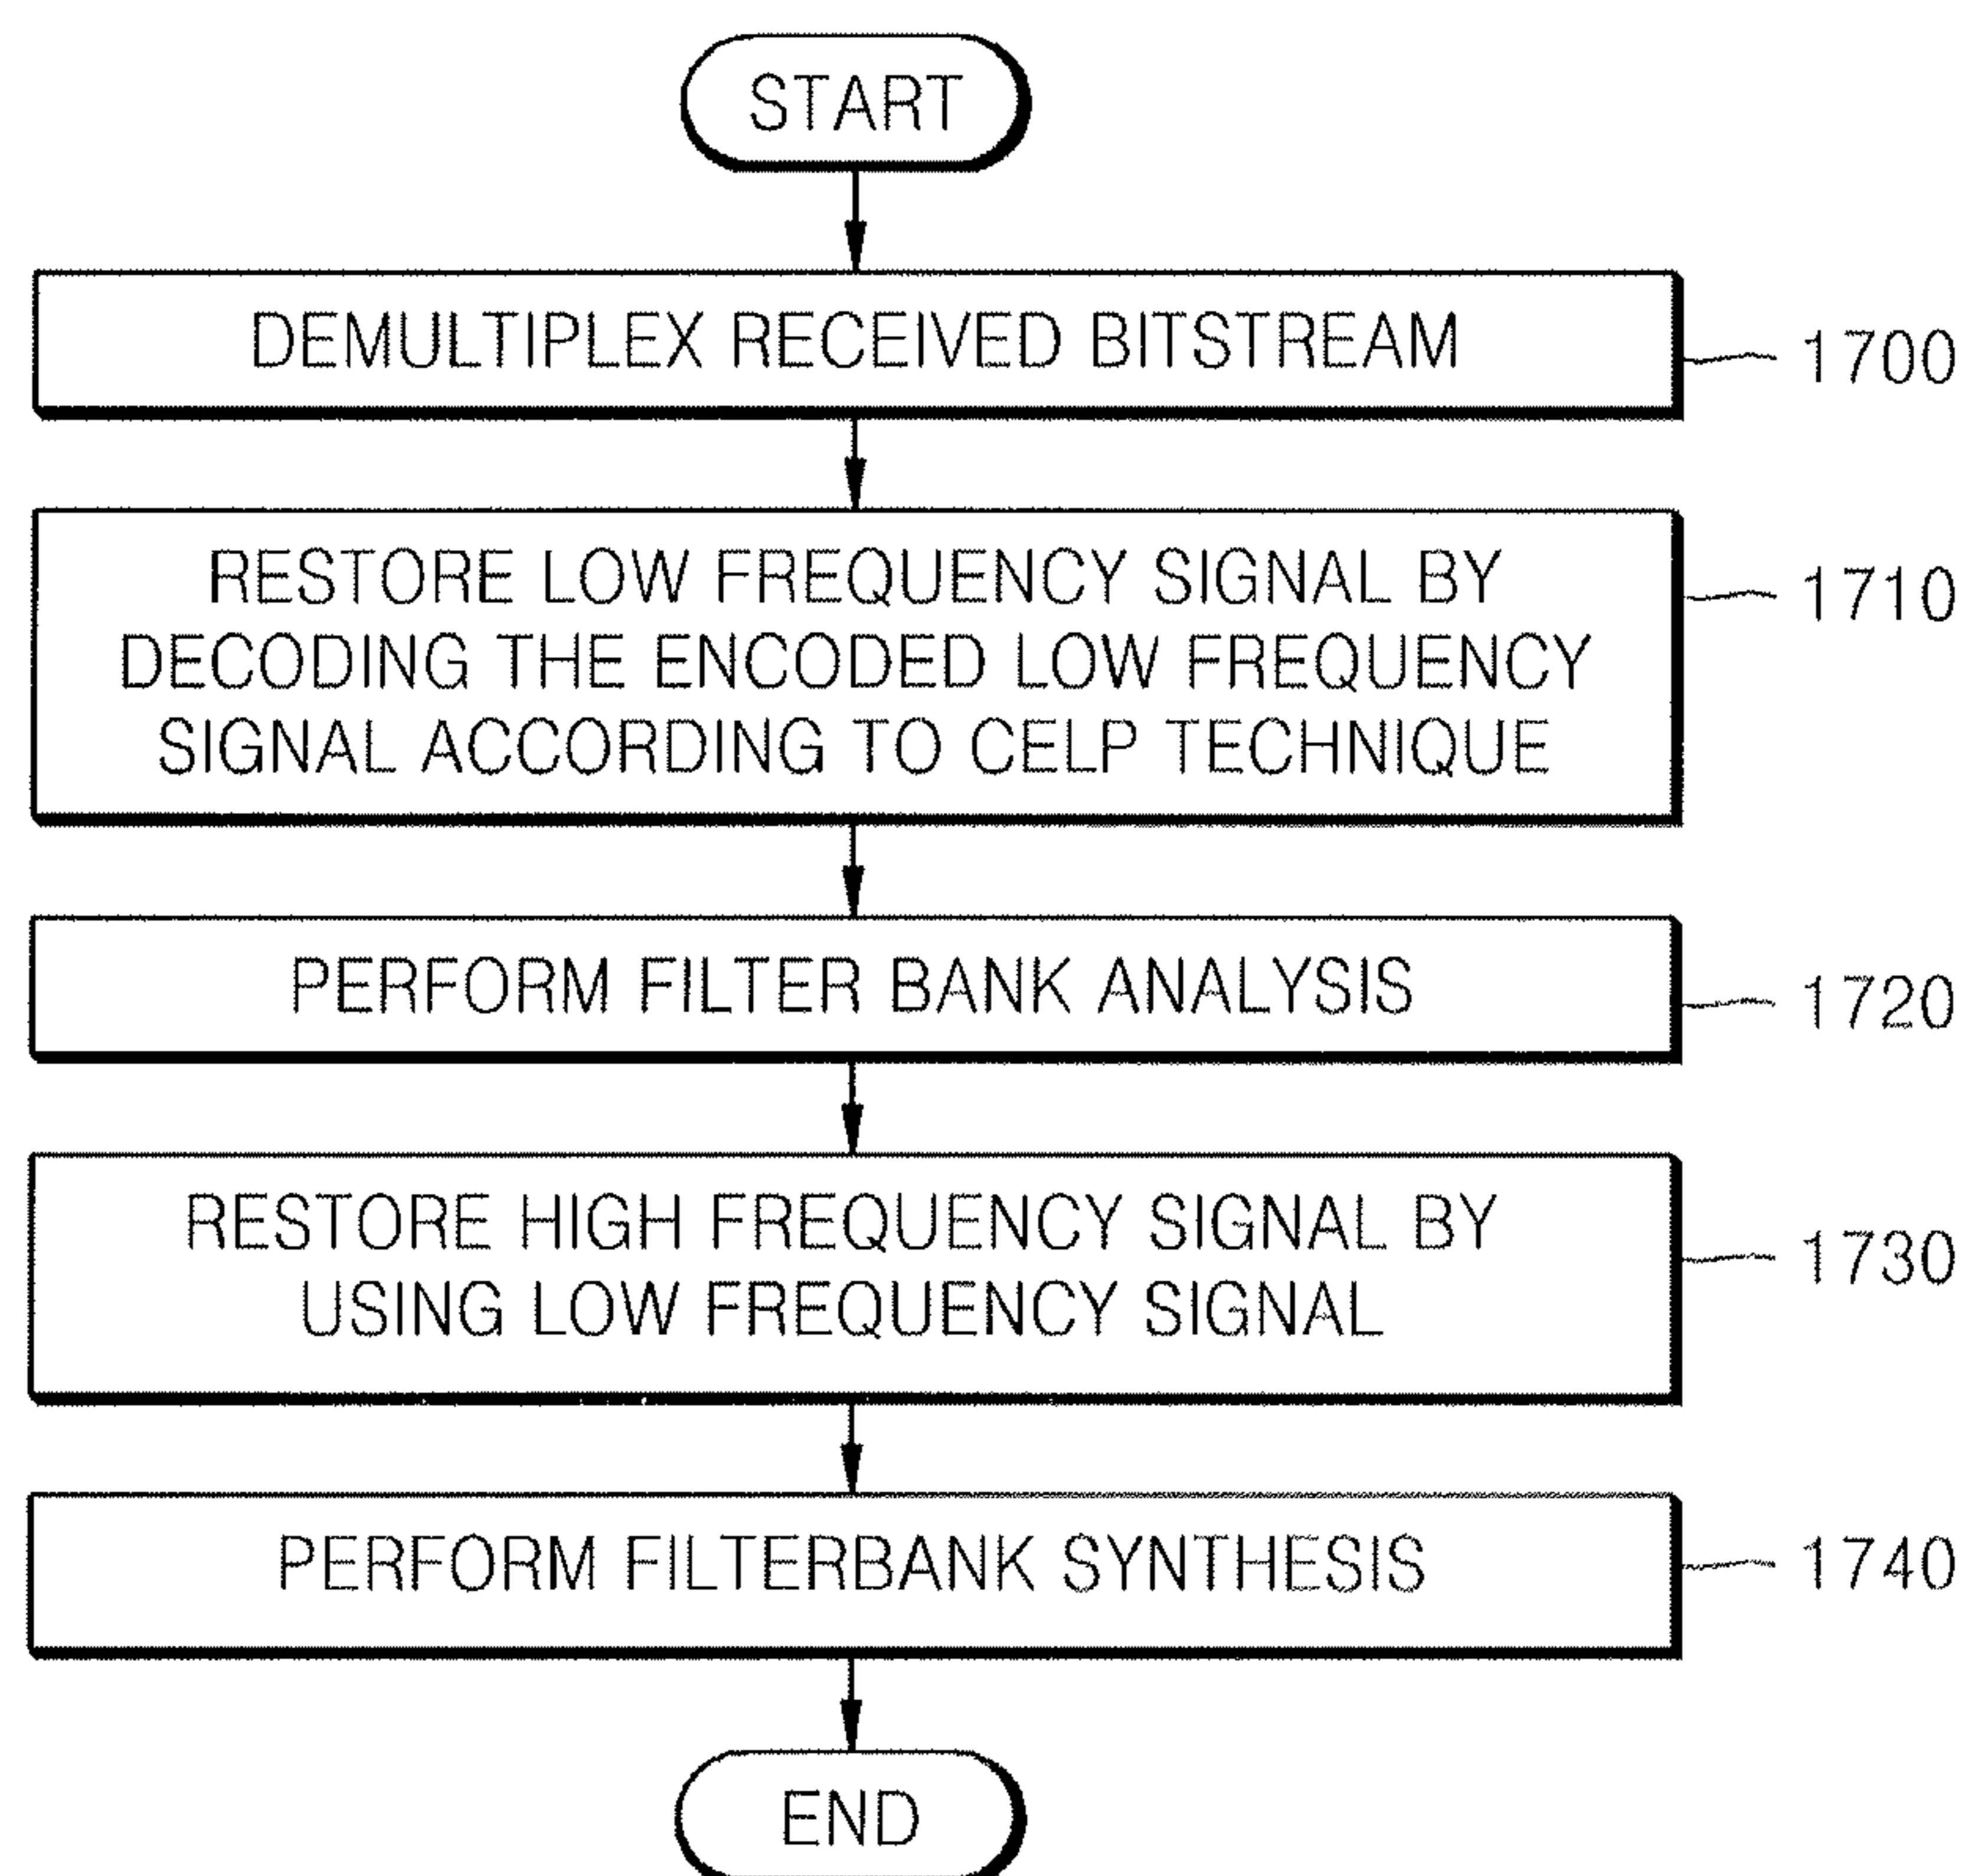 START
DEMULTIPLEX RECEIVED BITSTREAM
1700
RESTORE LOW FREQUENCY SIGNAL BY
DECODING THE ENCODED LOW FREQUENCY
SIGNAL ACCORDING TO CELP TECHNIQUE
1710
PERFORM FILTER BANK ANALYSIS
1720
RESTORE HIGH FREQUENCY SIGNAL BY
USING LOW FREQUENCY SIGNAL
1730
PERFORM FILTERBANK SYNTHESIS
1740
END